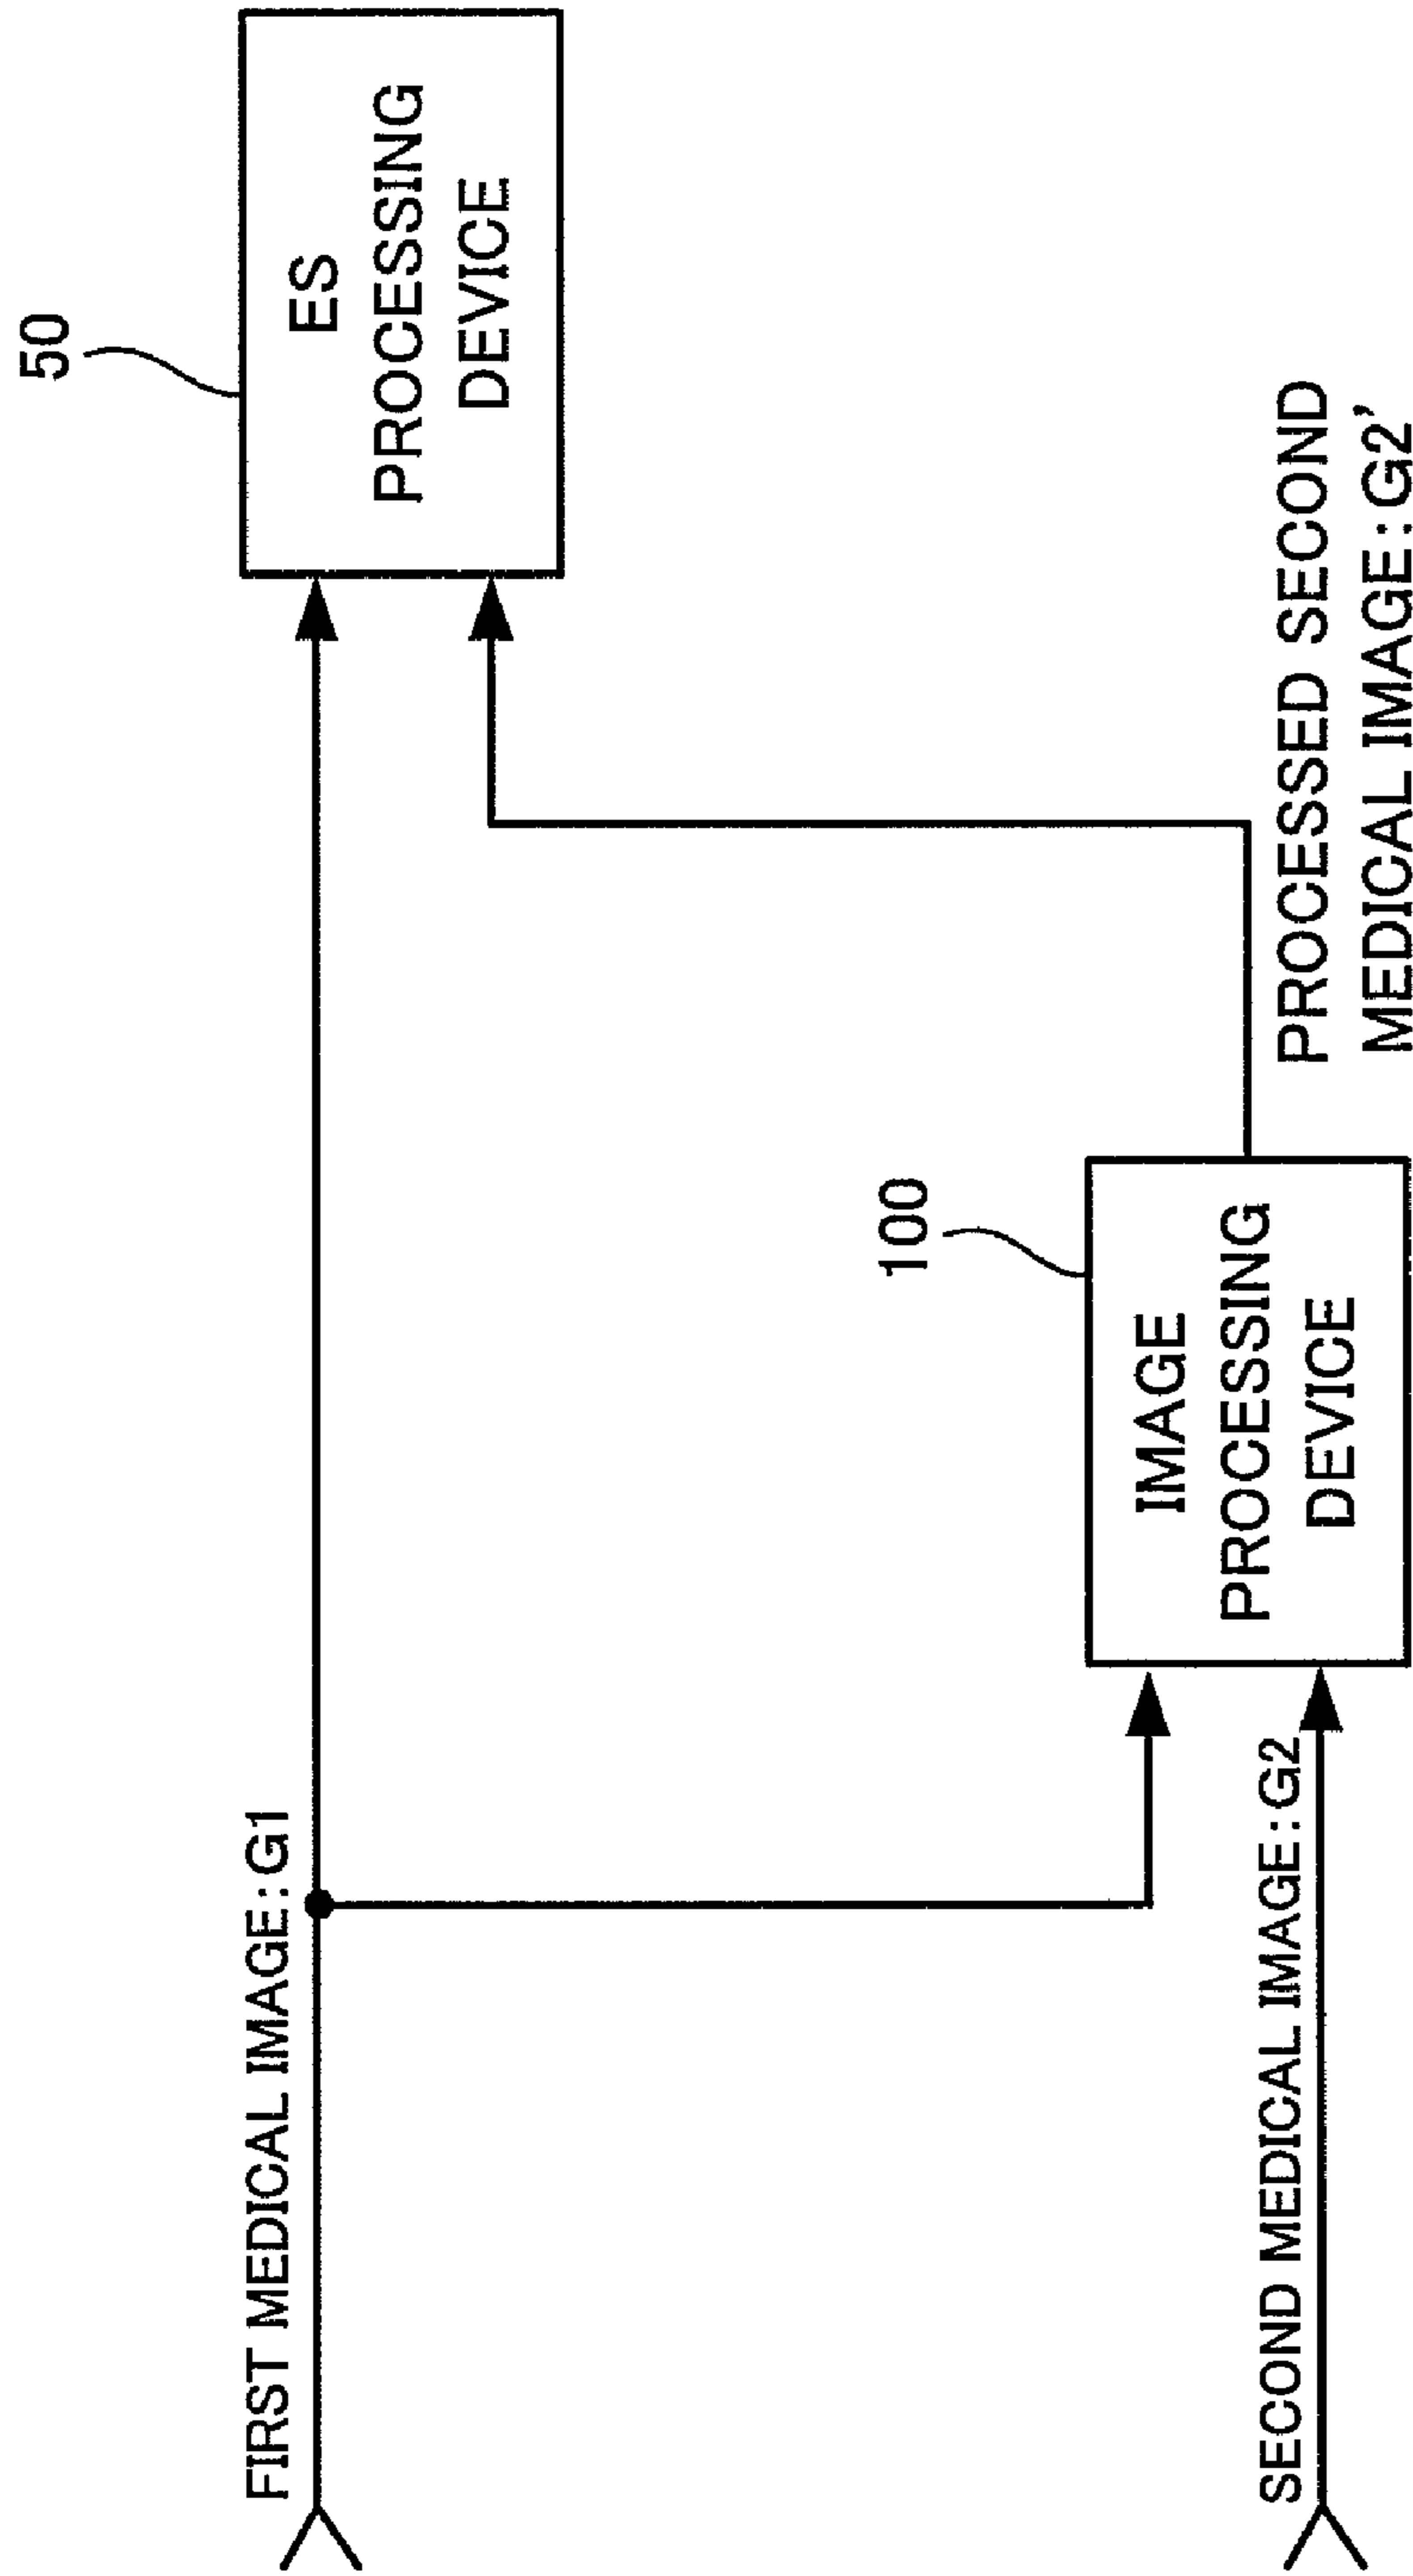 FIRST MEDICAL IMAGE:G1
50
ES
PROCESSING
DEVICE
100
IMAGE
PROCESSING
DEVICE
SECOND MEDICAL IMAGE:G2
PROCESSED SECOND
MEDICAL IMAGE:G2'